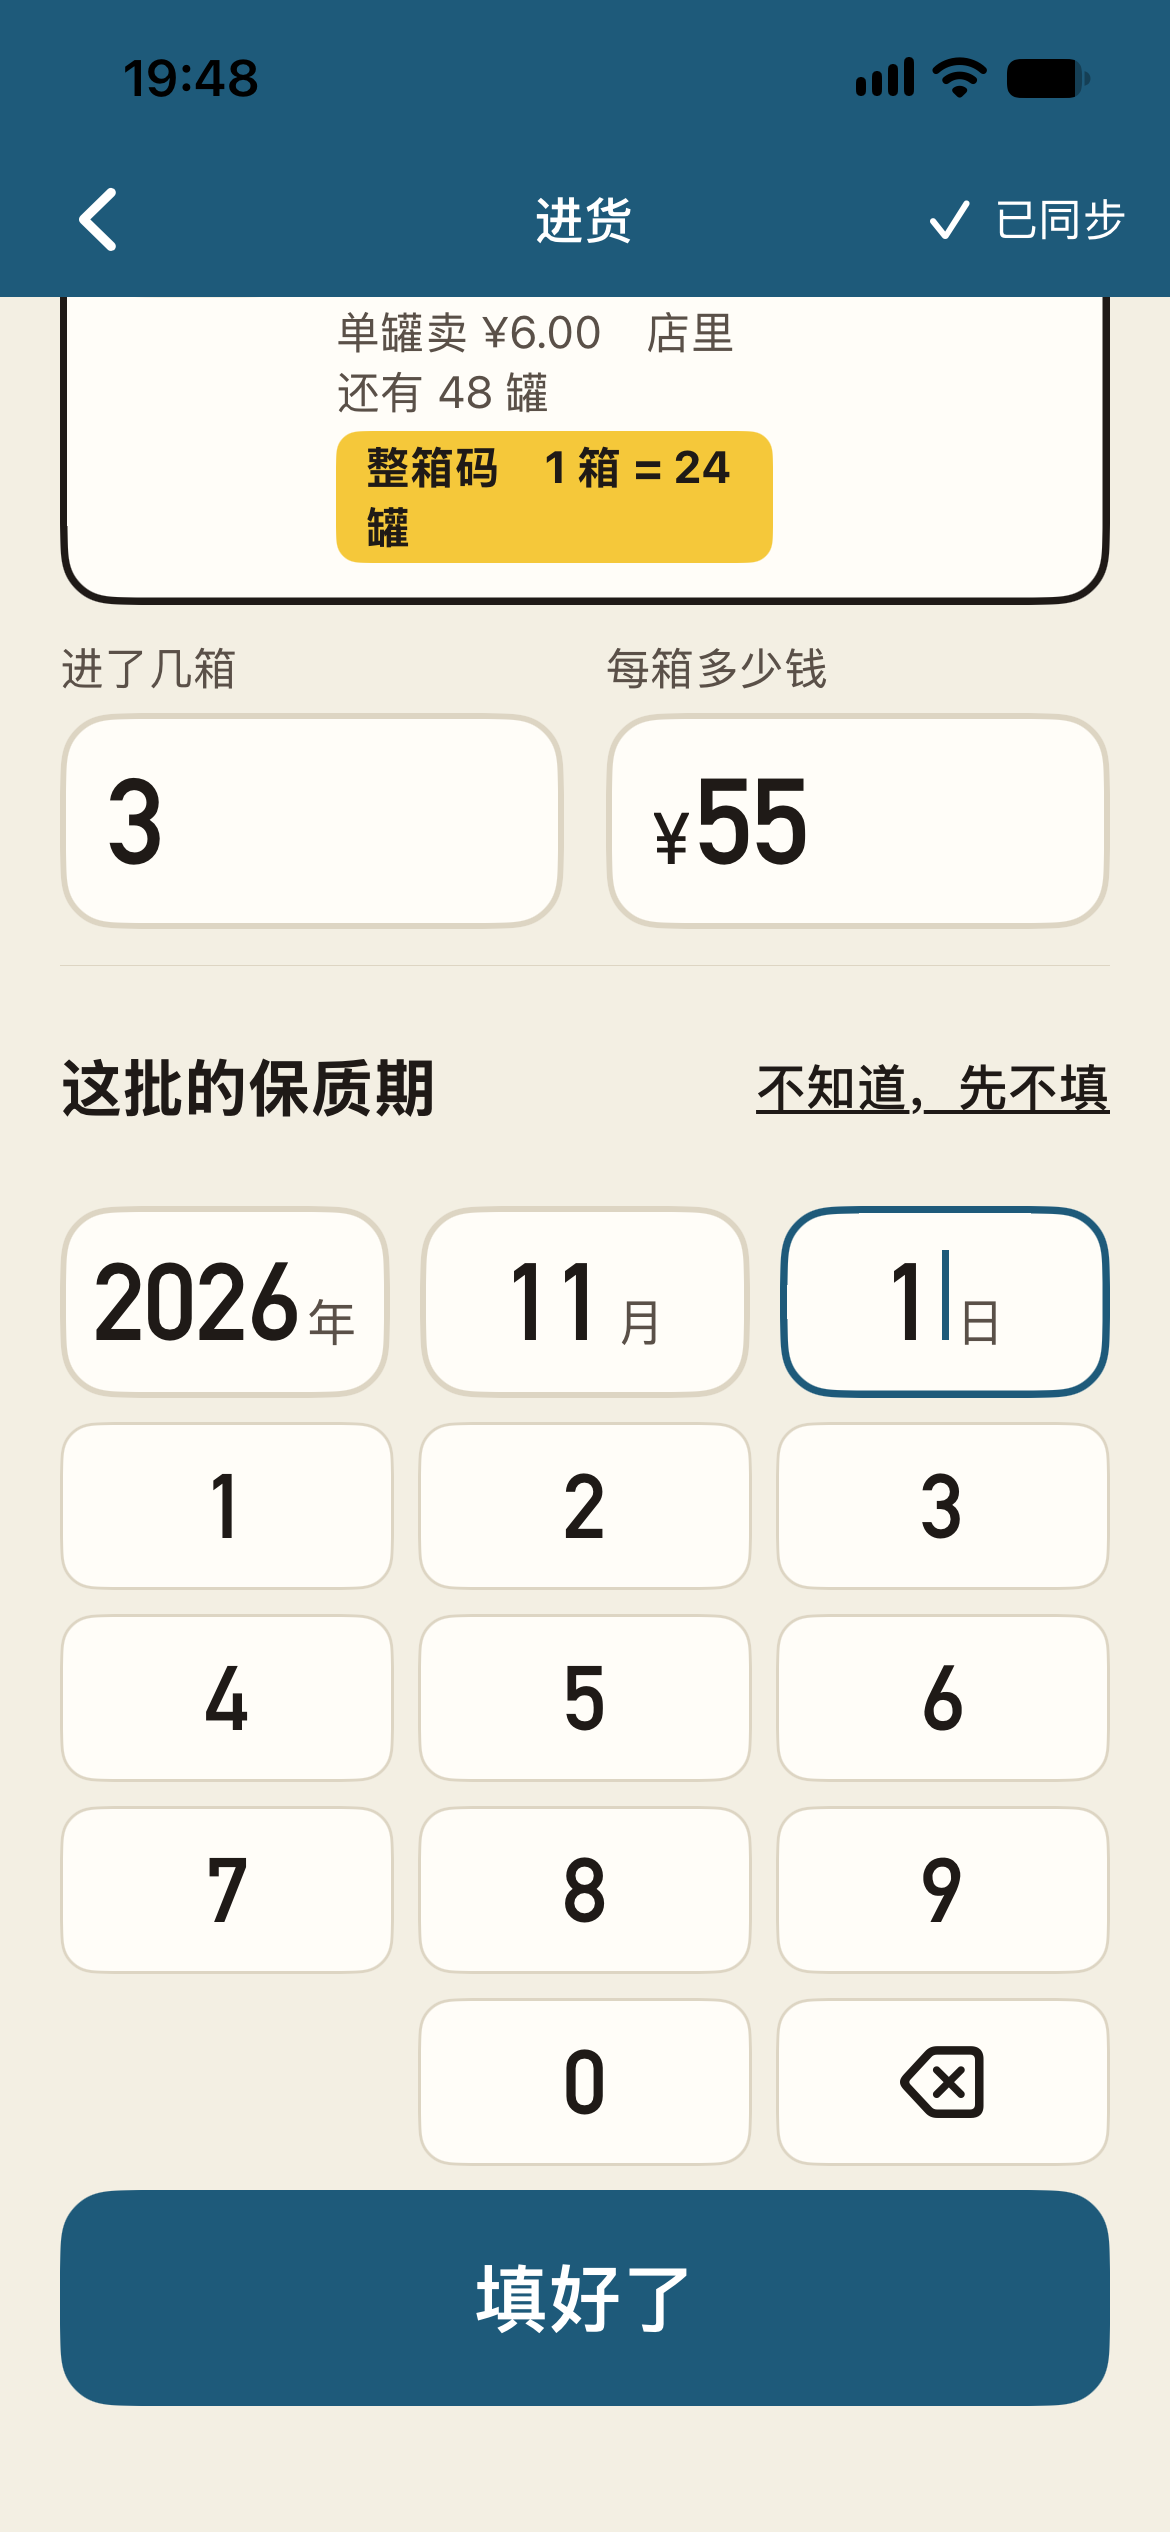 19:48
进货
已同步
单罐卖 ¥6.00　店里
还有 48 罐
整箱码　1 箱 = 24
罐
进了几箱
每箱多少钱
3
¥55
这批的保质期
不知道，先不填
2026年
11月
1日
1
2
3
4
5
6
7
8
9
0
填好了